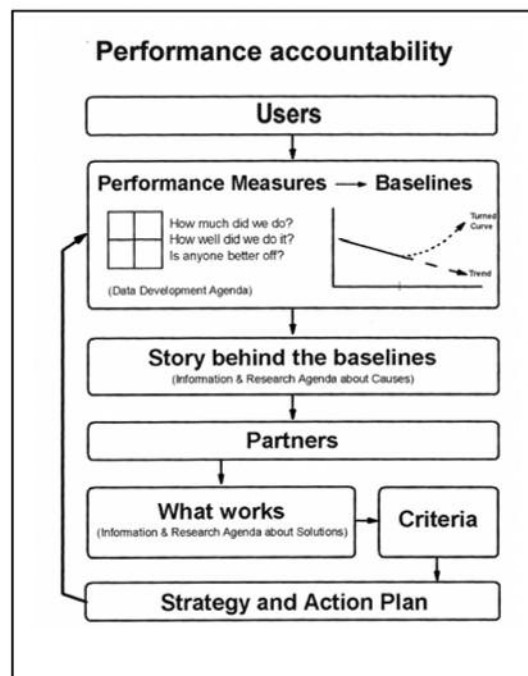 Performance accountability
Users
Performance Measures Baselines
How much did we do?
How well did we do it?
Is anyone better off?
(Data Development Agenda)
Turned
Curve
Trend
Story behind the baselines
(Information & Research Agenda about Causes)
Partners
What works
(Information & Research Agenda about Solutions)
Criteria
Strategy and Action Plan